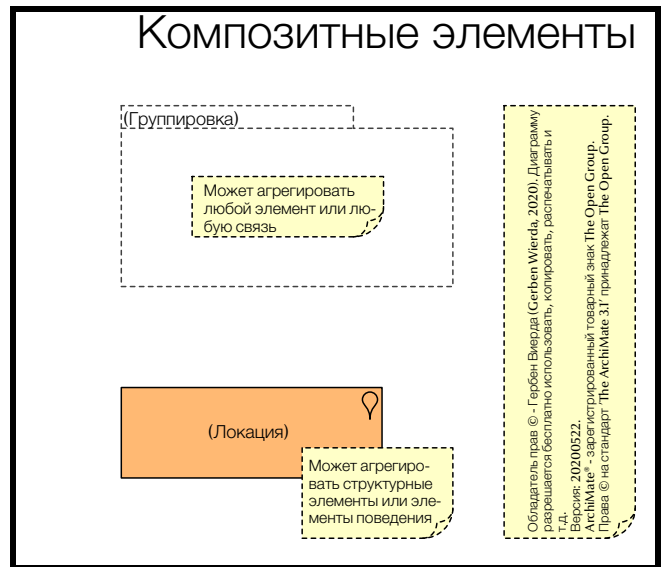 Композитные элементы
(Группировка)
Может агрегировать
любой элемент или лю-
бую связь
(Локация)
Может агрегиро-
вать структурные
элементы или эле-
менты поведения
Обладатель прав © - Гербен Виерда (Gerben Wierda, 2020). Диаграмму
разрешается бесплатно использовать, копировать, распечатывать и
т.д.
Версия: 20200522.
ArchiMate® - зарегистрированный товарный знак The Open Group.
Права © на стандарт 'The ArchiMate 3.1' принадлежат The Open Group.